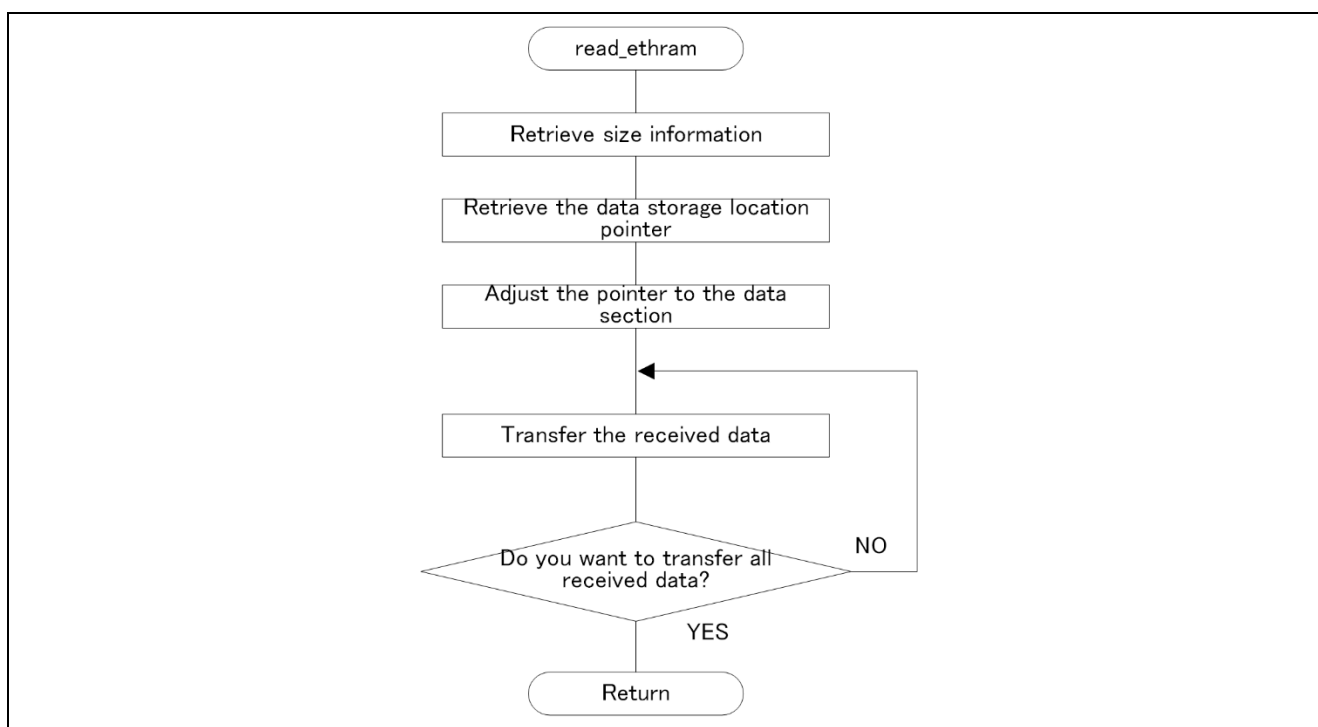 read_ethram
Retrieve size information
Retrieve the data storage location
pointer
Adjust the pointer to the data
section
Transfer the received data
Do you want to transfer all
received data?
NO
YES
Return